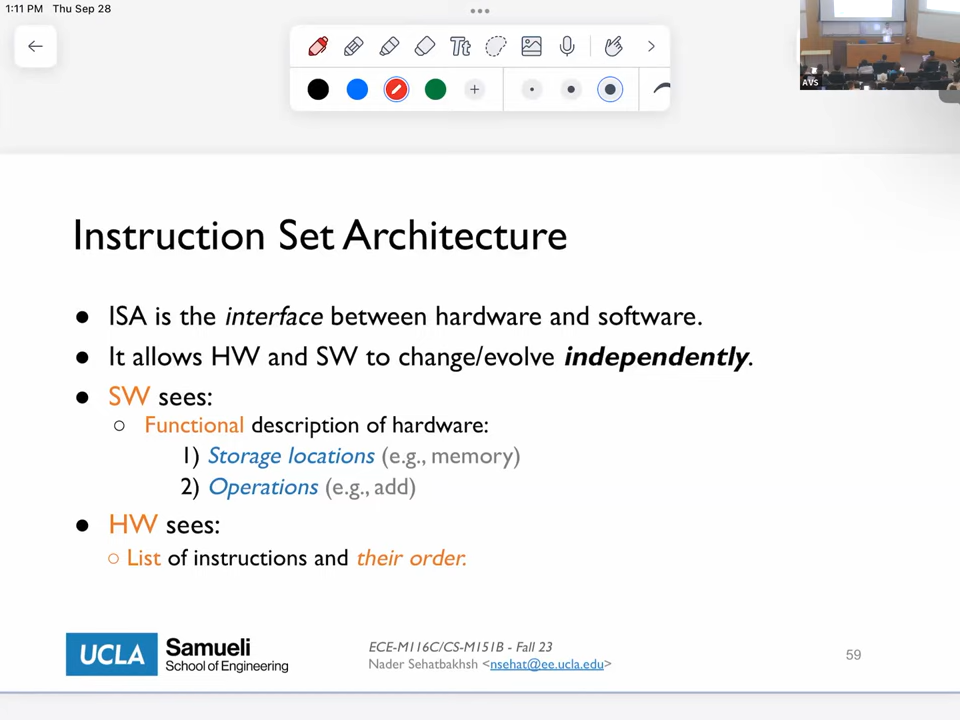 1:11 PM Thu Sep 28
Tt
AVS
Instruction Set Architecture
● ISA is the interface between hardware and software.
● It allows HW and SW to change/evolve independently.
● SW sees:
○ Functional description of hardware:
1) Storage locations (e.g., memory)
2) Operations (e.g., add)
● HW sees:
○ List of instructions and their order.
UCLA Samueli
School of Engineering
ECE-M116C/CS-M151B - Fall 23
Nader Sehatbakhsh <nsehat@ee.ucla.edu>
59